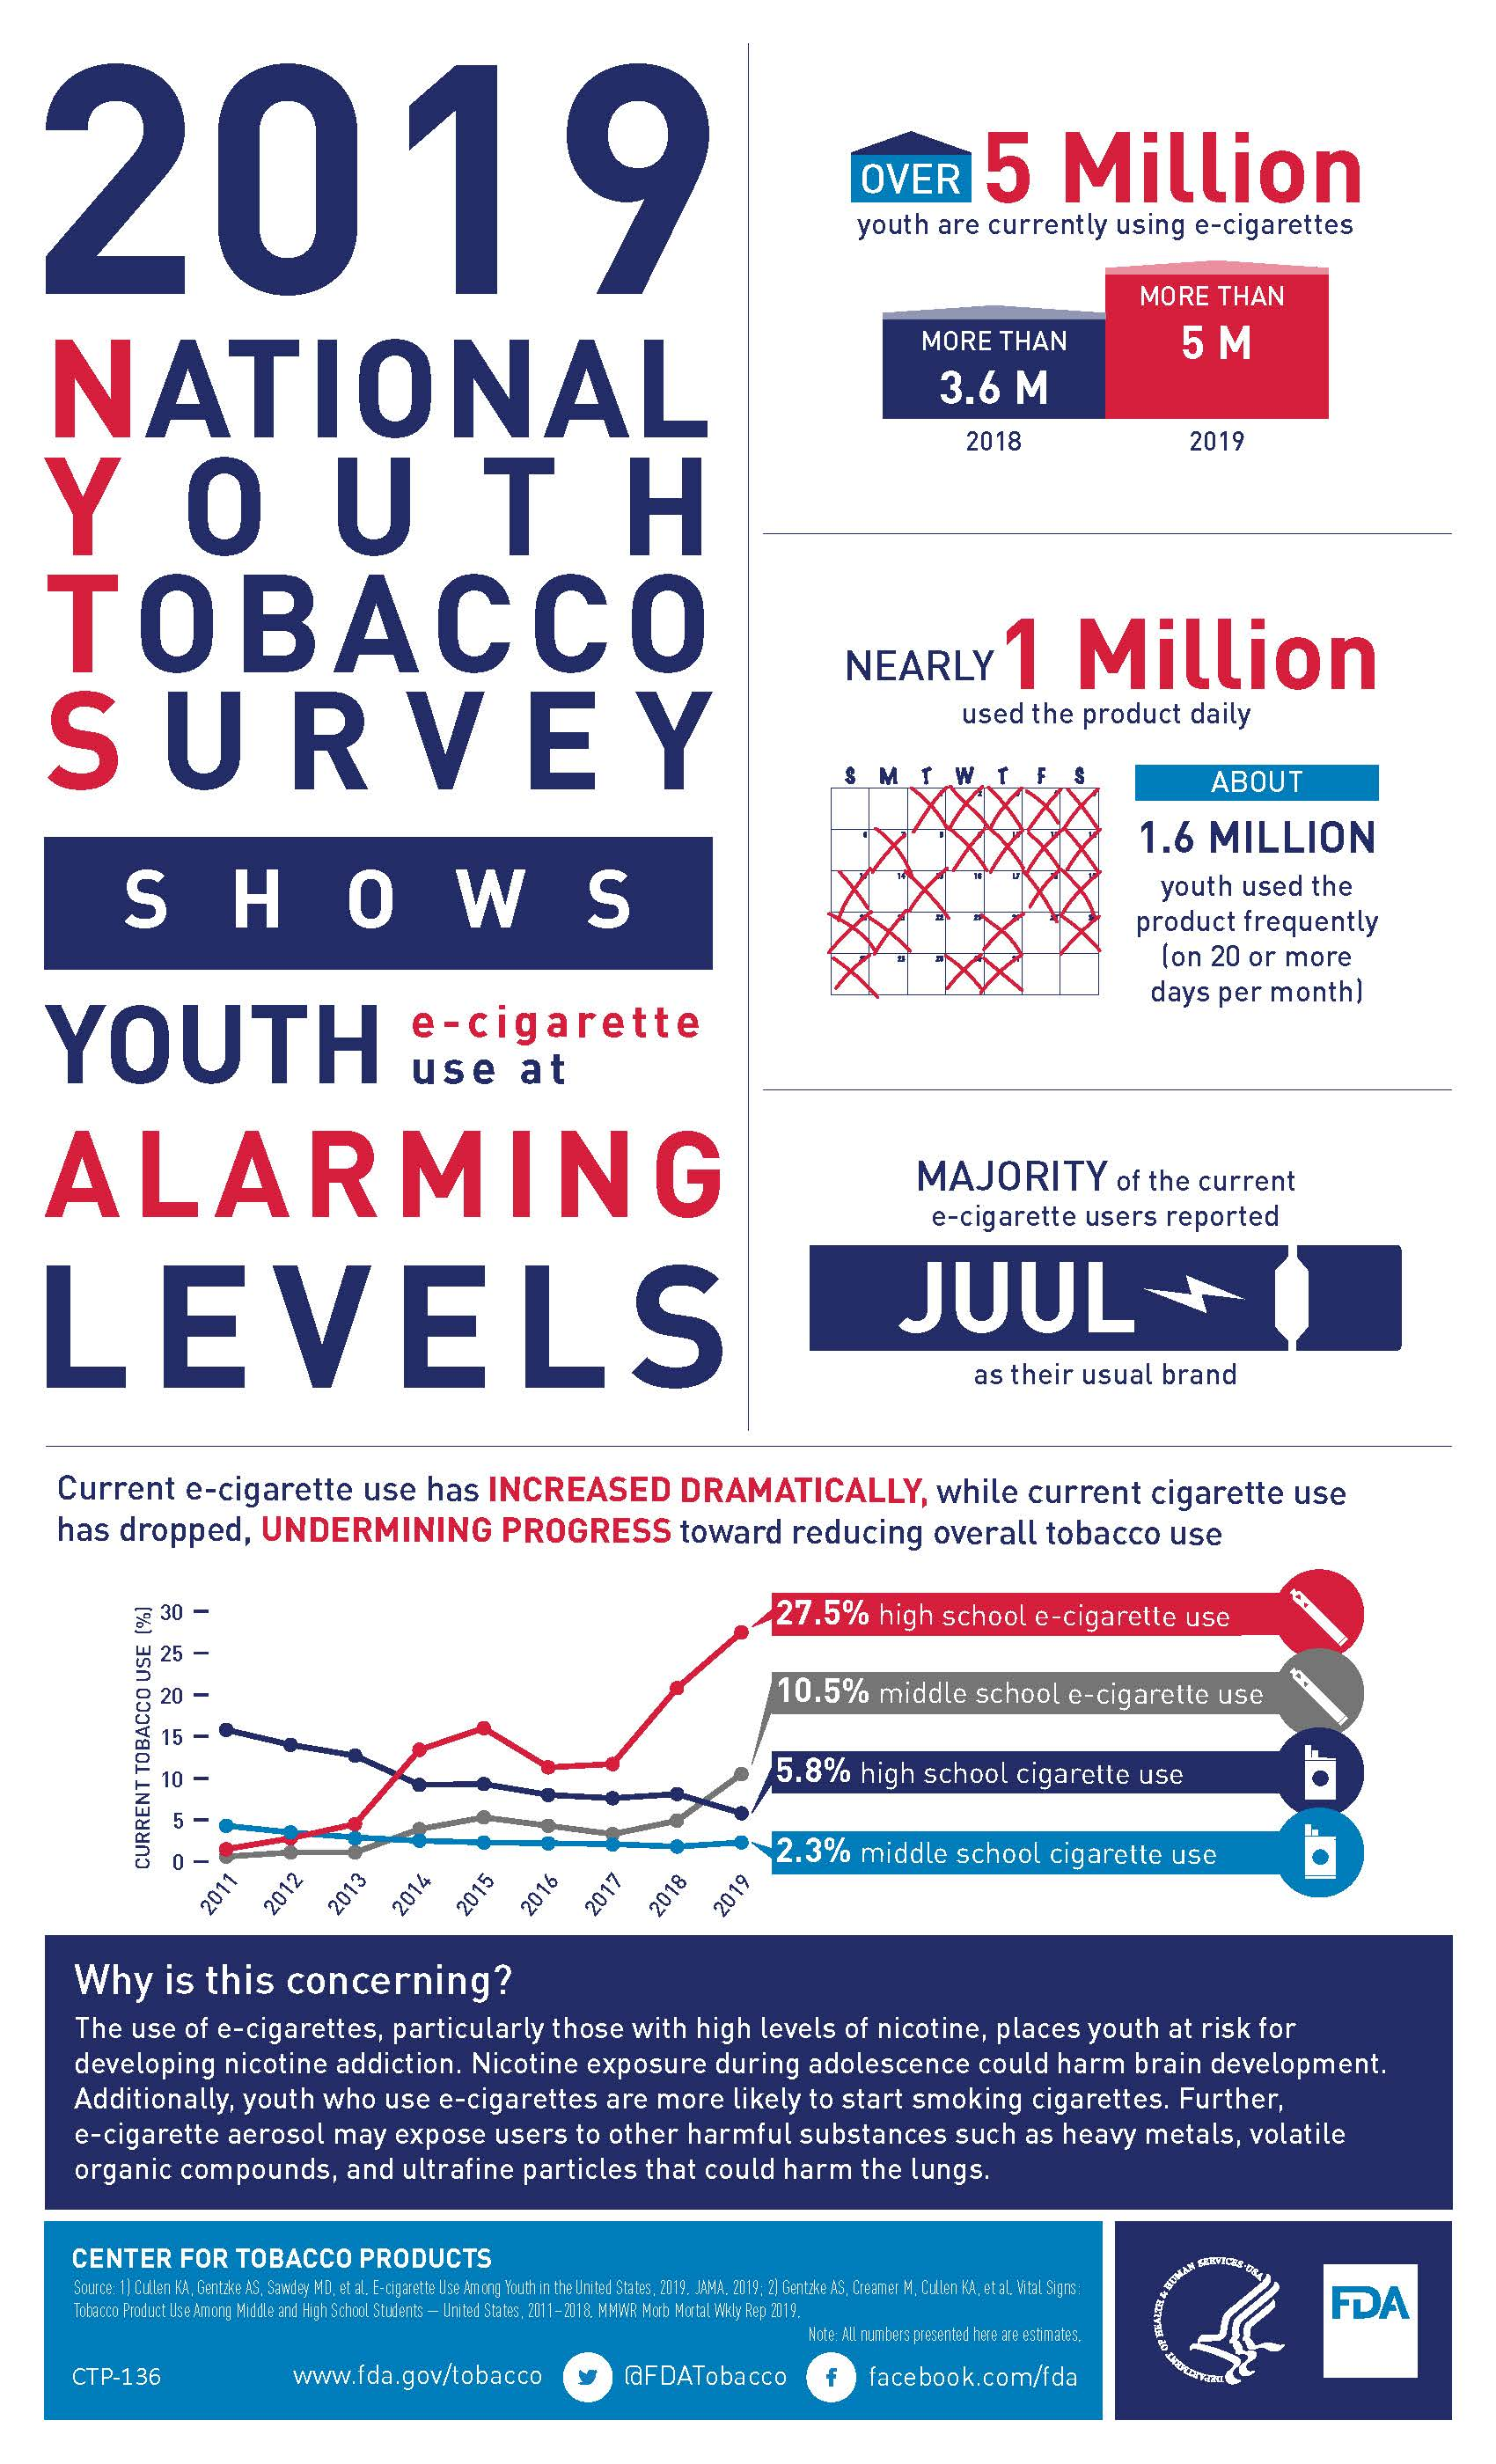 2019
NATIONAL
YOUTH
TOBACCO
SURVEY
SHOWS
YOUTH e-cigarette
use at
ALARMING
LEVELS
OVER 5 Million
youth are currently using e-cigarettes
MORE THAN
3.6 M
2018
MORE THAN
5 M
2019
NEARLY 1 Million
used the product daily
S M T W T F S
ABOUT
1.6 MILLION
youth used the
product frequently
(on 20 or more
days per month)
MAJORITY of the current
e-cigarette users reported
JUUL
as their usual brand
Current e-cigarette use has INCREASED DRAMATICALLY, while current cigarette use
has dropped, UNDERMINING PROGRESS toward reducing overall tobacco use
CURRENT TOBACCO USE (%)
30
25
20
15
10
5
0
2011 2012 2013 2014 2015 2016 2017 2018 2019
27.5% high school e-cigarette use
10.5% middle school e-cigarette use
5.8% high school cigarette use
2.3% middle school cigarette use
Why is this concerning?
The use of e-cigarettes, particularly those with high levels of nicotine, places youth at risk for
developing nicotine addiction. Nicotine exposure during adolescence could harm brain development.
Additionally, youth who use e-cigarettes are more likely to start smoking cigarettes. Further,
e-cigarette aerosol may expose users to other harmful substances such as heavy metals, volatile
organic compounds, and ultrafine particles that could harm the lungs.
CENTER FOR TOBACCO PRODUCTS
Source: 1) Cullen KA, Gentzke AS, Sawdey MD, et al. E-cigarette Use Among Youth in the United States, 2019. JAMA. 2019; 2) Gentzke AS, Creamer M, Cullen KA, et al. Vital Signs:
Tobacco Product Use Among Middle and High School Students — United States, 2011–2018. MMWR Morb Mortal Wkly Rep 2019.
Note: All numbers presented here are estimates.
CTP-136
www.fda.gov/tobacco
@FDATobacco
facebook.com/fda
DEPARTMENT OF HEALTH & HUMAN SERVICES·USA
FDA